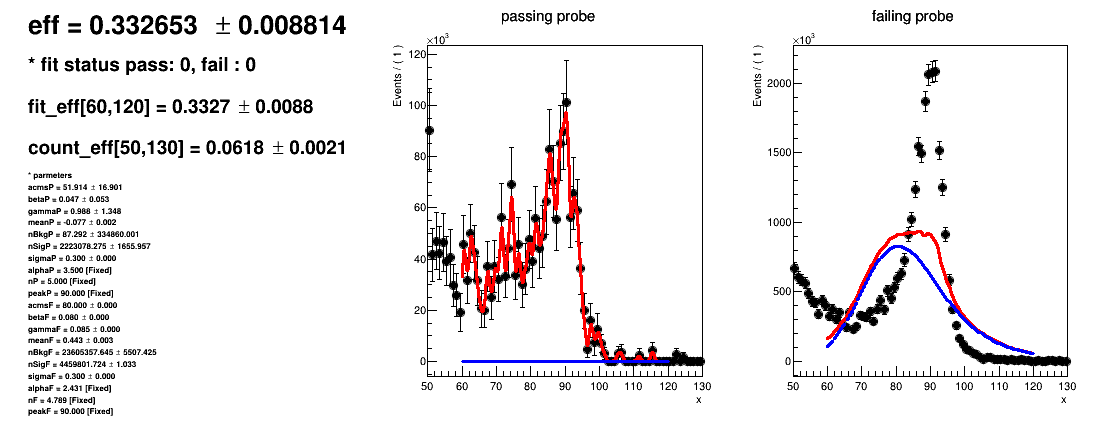 eff = 0.332653 ± 0.008814
* fit status pass: 0, fail : 0
fit_eff[60,120] = 0.3327 ± 0.0088
count_eff[50,130] = 0.0618 ± 0.0021
* parmeters
acmsP = 51.914 ± 16.901
betaP = 0.047 ± 0.053
gammaP = 0.988 ± 1.348
meanP = -0.077 ± 0.002
nBkgP = 87.292 ± 334860.001
nSigP = 2223078.275 ± 1655.957
sigmaP = 0.300 ± 0.000
alphaP = 3.500 [Fixed]
nP = 5.000 [Fixed]
peakP = 90.000 [Fixed]
acmsF = 80.000 ± 0.000
betaF = 0.080 ± 0.000
gammaF = 0.085 ± 0.000
meanF = 0.443 ± 0.003
nBkgF = 23605357.645 ± 5507.425
nSigF = 4459801.724 ± 1.033
sigmaF = 0.300 ± 0.000
alphaF = 2.431 [Fixed]
nF = 4.789 [Fixed]
peakF = 90.000 [Fixed]
passing probe
×10³
Events / ( 1 )
120
100
80
60
40
20
0
50 60 70 80 90 100 110 120 130
x
failing probe
×10³
Events / ( 1 )
2000
1500
1000
500
0
50 60 70 80 90 100 110 120 130
x